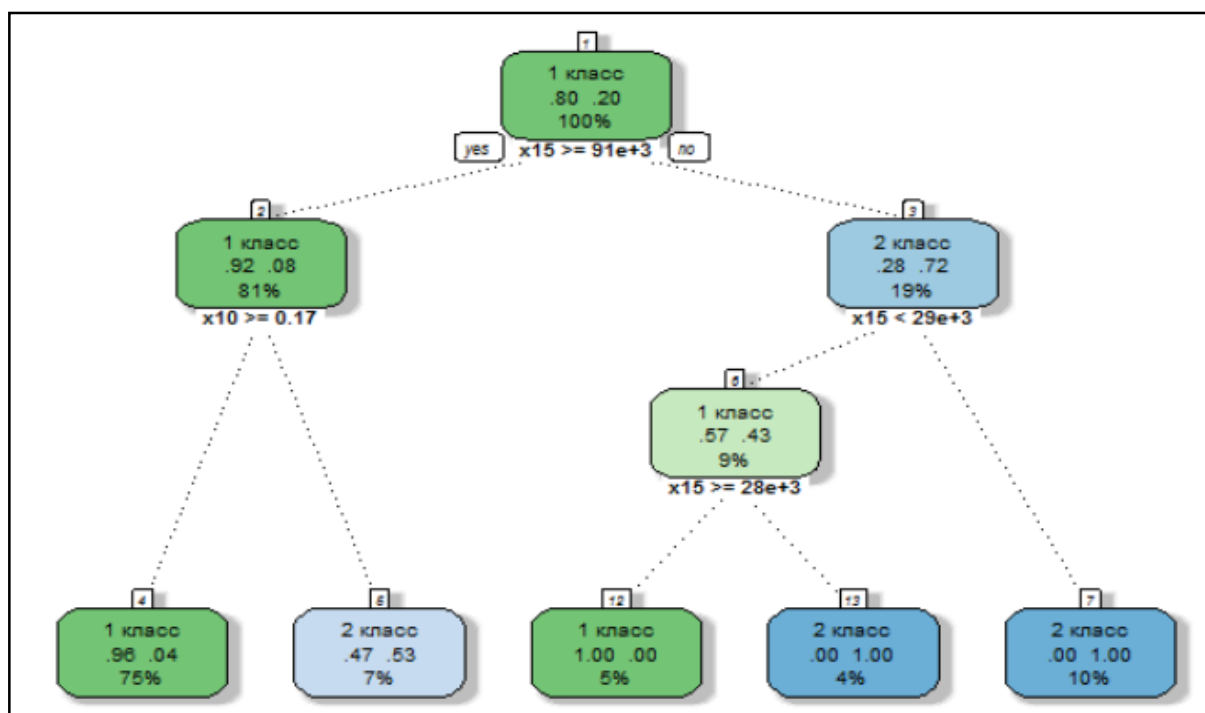 1
1 класс
.80 .20
100%
yes
x15 >= 91e+3
no
2
1 класс
.92 .08
81%
x10 >= 0.17
3
2 класс
.28 .72
19%
x15 < 29e+3
6
1 класс
.57 .43
9%
x15 >= 28e+3
4
1 класс
.96 .04
75%
5
2 класс
.47 .53
7%
12
1 класс
1.00 .00
5%
13
2 класс
.00 1.00
4%
7
2 класс
.00 1.00
10%